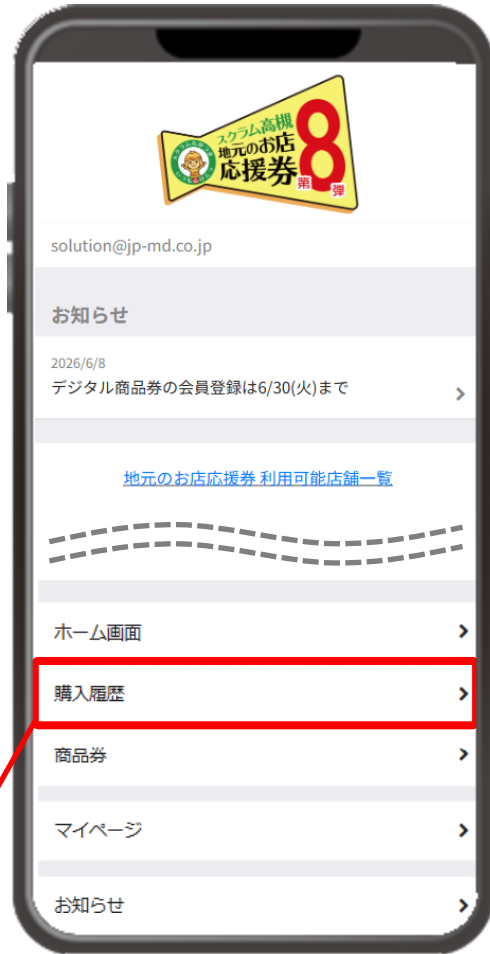 スクラム高槻
地元のお店
応援券
第8弾
solution@jp-md.co.jp
お知らせ
2026/6/8
デジタル商品券の会員登録は6/30(火)まで
地元のお店応援券 利用可能店舗一覧
ホーム画面
購入履歴
商品券
マイページ
お知らせ